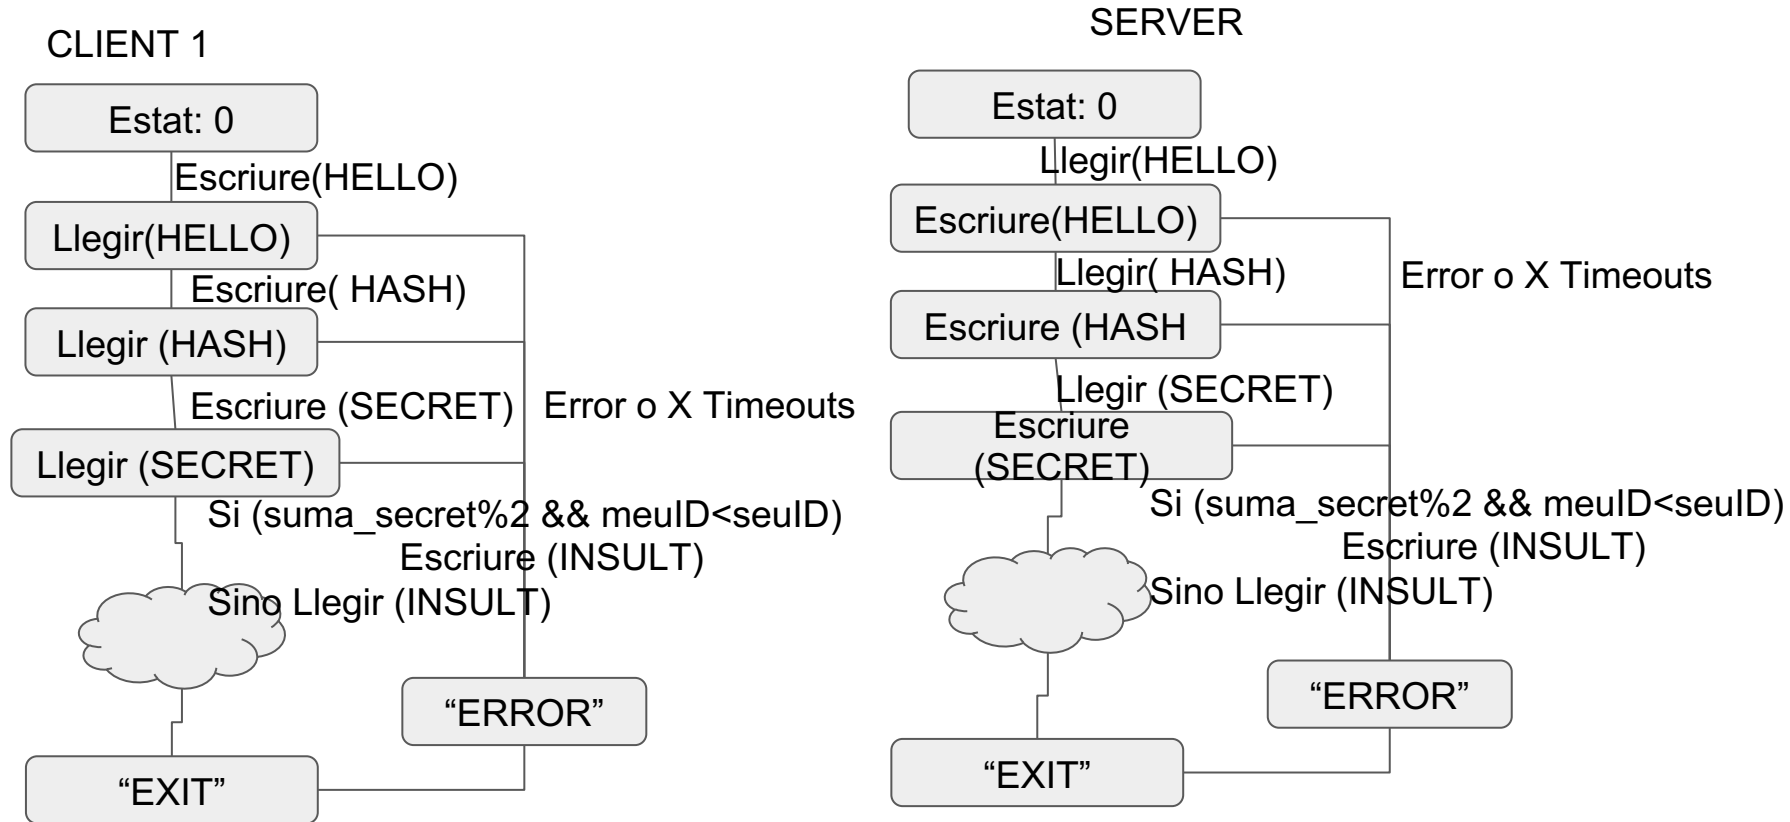 CLIENT 1
Estat: 0
Escriure(HELLO)
Llegir(HELLO)
Escriure( HASH)
Llegir (HASH)
Escriure (SECRET)
Error o X Timeouts
Llegir (SECRET)
Si (suma_secret%2 && meuID<seuID)
Escriure (INSULT)
Sino Llegir (INSULT)
“ERROR”
“EXIT”
SERVER
Estat: 0
Llegir(HELLO)
Escriure(HELLO)
Llegir( HASH)
Error o X Timeouts
Escriure (HASH
Llegir (SECRET)
Escriure
(SECRET)
Si (suma_secret%2 && meuID<seuID)
Escriure (INSULT)
Sino Llegir (INSULT)
“ERROR”
“EXIT”